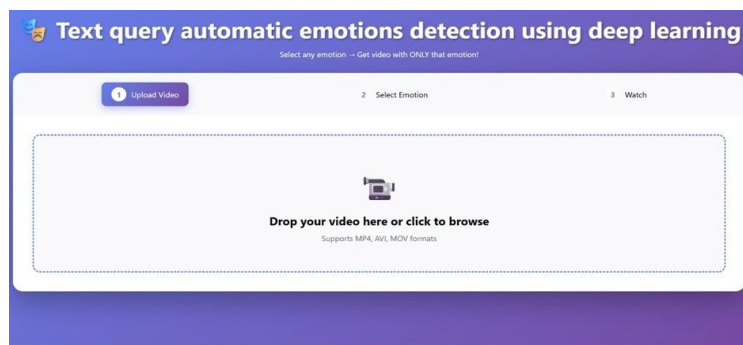 Text query automatic emotions detection using deep learning
Select any emotion → Get video with ONLY that emotion!
1 Upload Video
2 Select Emotion
3 Watch
Drop your video here or click to browse
Supports MP4, AVI, MOV formats